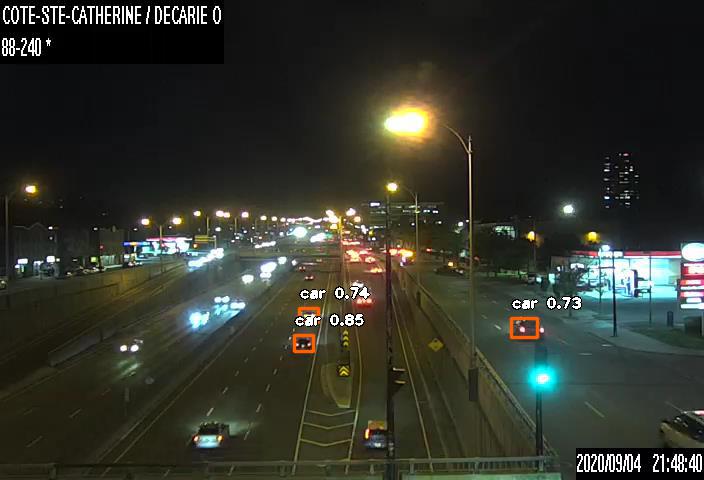 COTE-STE-CATHERINE / DECARIE O
88-240 *
car 0.74
car 0.73
car 0.85
2020/09/04 21:48:40